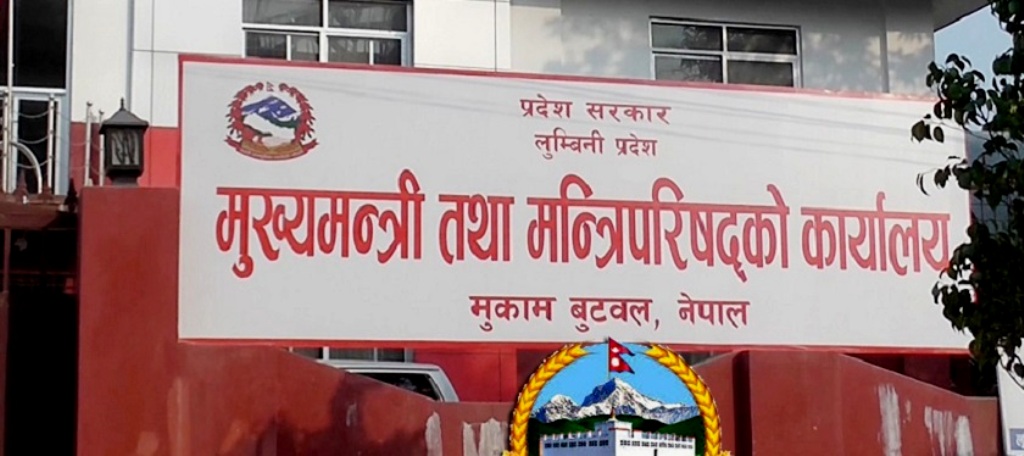 प्रदेश सरकार
लुम्बिनी प्रदेश
मुख्यमन्त्री तथा मन्त्रिपरिषद्को कार्यालय
मुकाम बुटवल, नेपाल